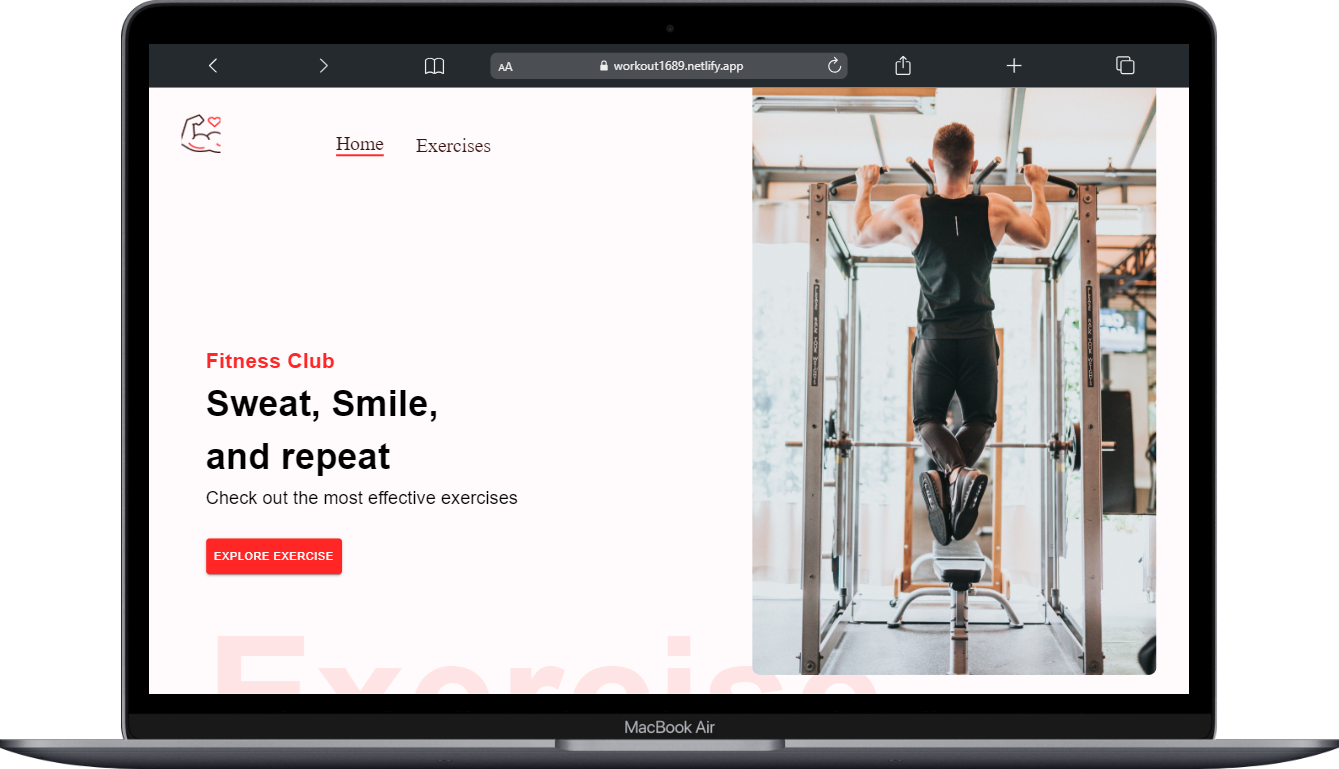 AA
workout1689.netlify.app
Home
Exercises
Fitness Club
Sweat, Smile,
and repeat
Check out the most effective exercises
EXPLORE EXERCISE
Exercise
MacBook Air